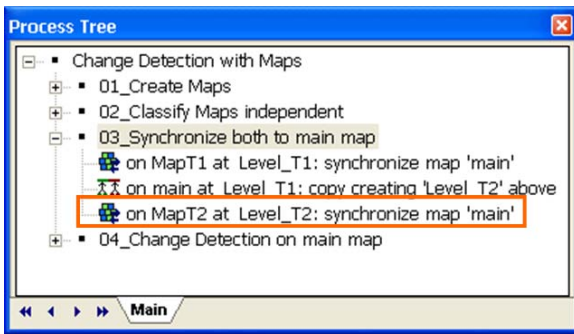 Process Tree
Change Detection with Maps
01_Create Maps
02_Classify Maps independent
03_Synchronize both to main map
on MapT1 at Level_T1: synchronize map 'main'
on main at Level_T1: copy creating 'Level_T2' above
on MapT2 at Level_T2: synchronize map 'main'
04_Change Detection on main map
Main